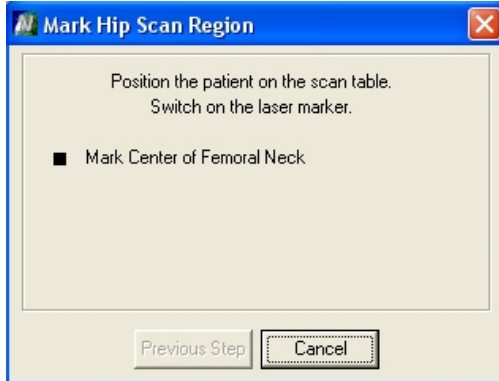 Mark Hip Scan Region
Position the patient on the scan table.
Switch on the laser marker.
Mark Center of Femoral Neck
Previous Step
Cancel